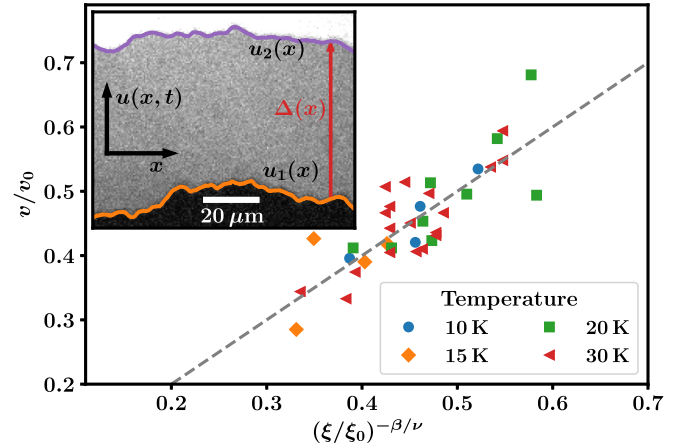 u₂(x)
u(x, t)
Δ(x)
x
u₁(x)
20 μm
v/v₀
0.7
0.6
0.5
0.4
0.3
0.2
Temperature
10 K
20 K
15 K
30 K
0.2 0.3 0.4 0.5 0.6 0.7
(ξ/ξ₀)^{−β/ν}